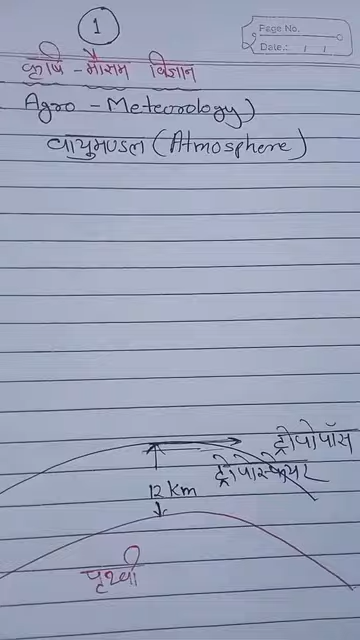 1
Page No.
Date: / /
कृषि - मौसम विज्ञान
Agro - Meteorology)
वायुमण्डल (Atmosphere)
ट्रोपोपॉस
ट्रोपोस्फेयर
12 Km
पृथ्वी